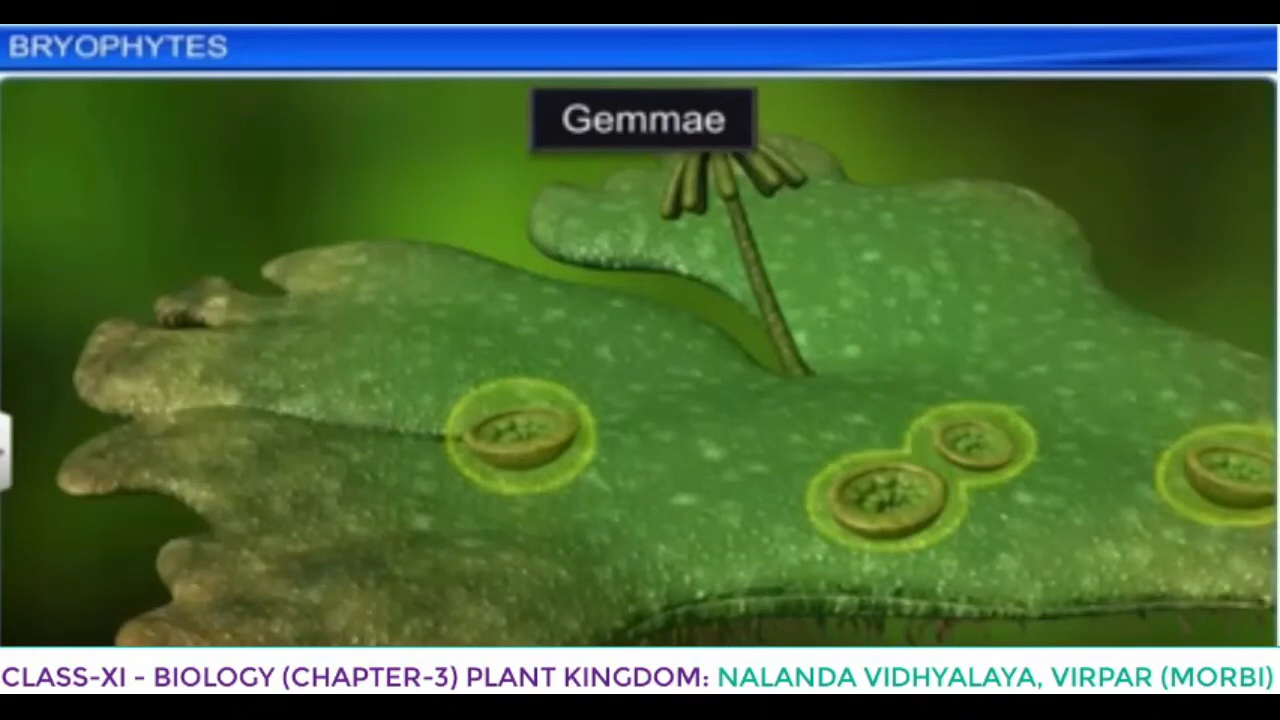 BRYOPHYTES
Gemmae
CLASS-XI - BIOLOGY (CHAPTER-3) PLANT KINGDOM: NALANDA VIDHYALAYA, VIRPAR (MORBI)